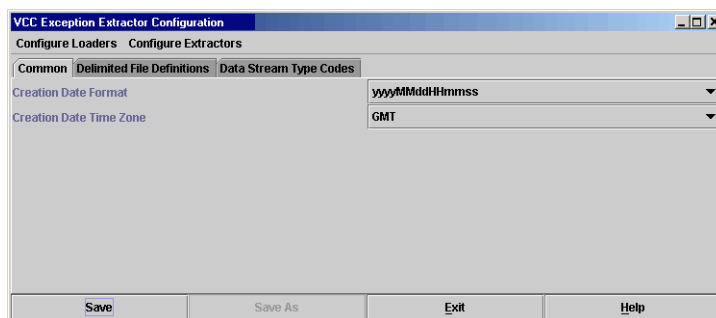 VCC Exception Extractor Configuration
Configure Loaders Configure Extractors
Common Delimited File Definitions Data Stream Type Codes
Creation Date Format yyyyMMddHHmmss
Creation Date Time Zone GMT
Save Save As Exit Help